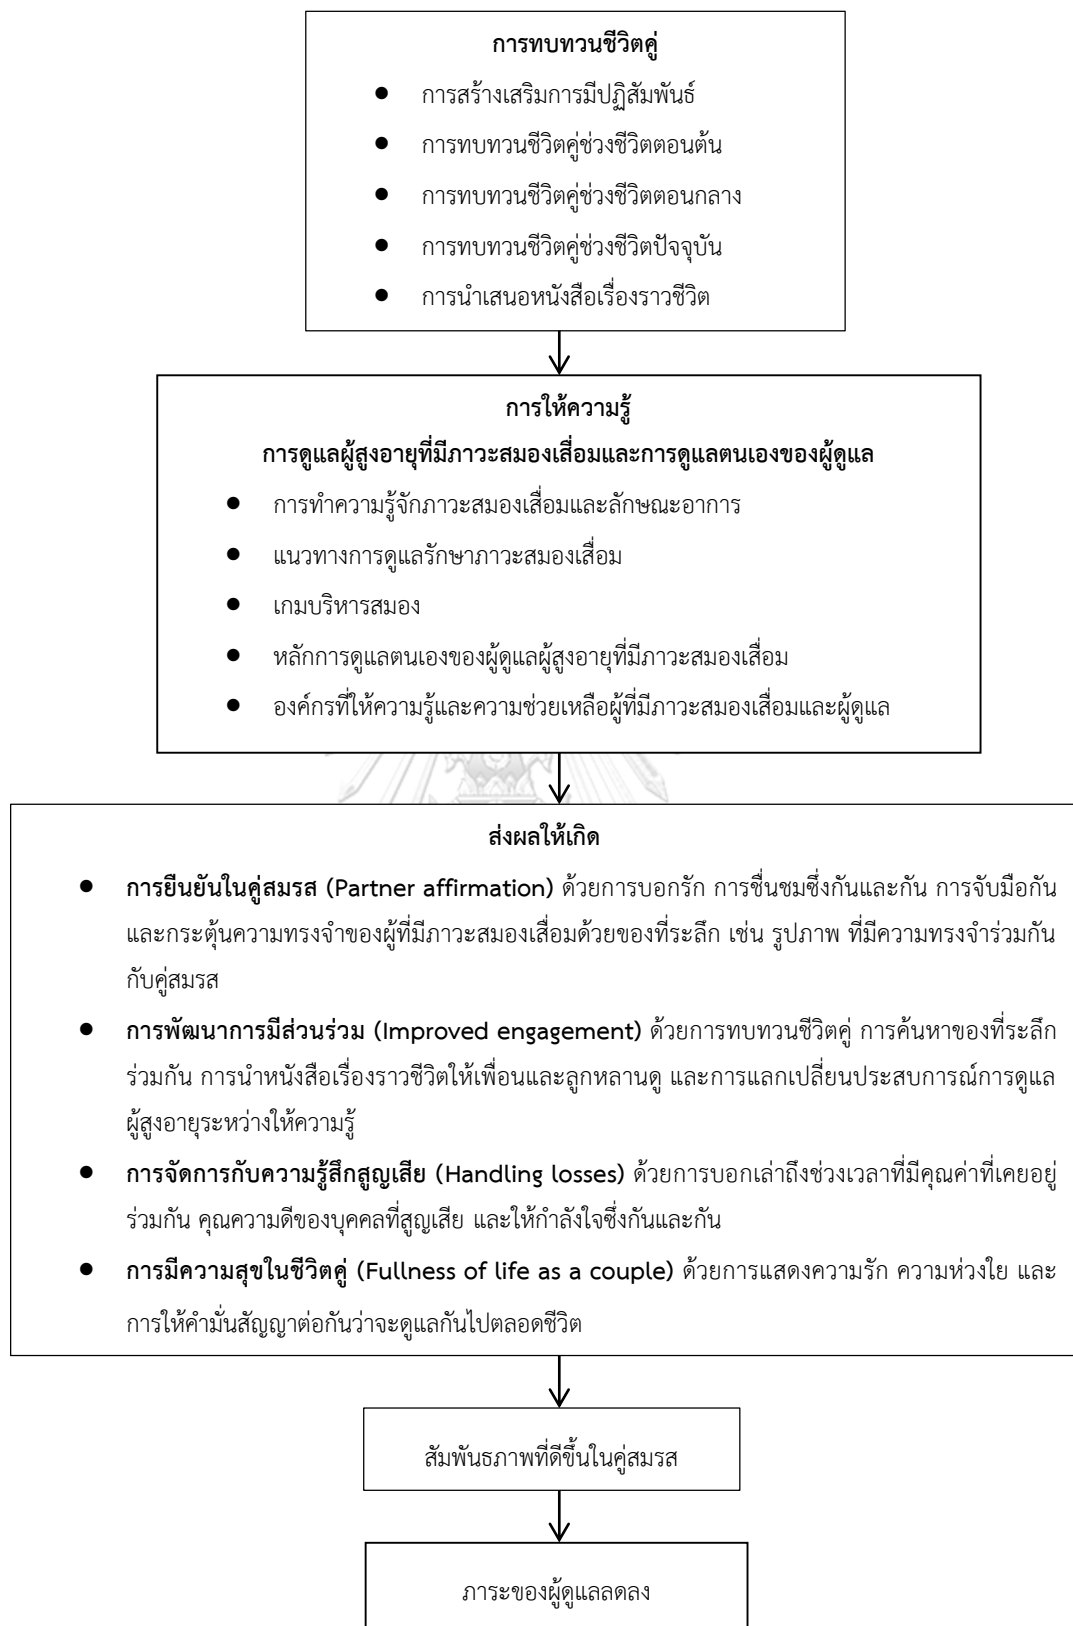 การทบทวนชีวิตคู่
● การสร้างเสริมการมีปฏิสัมพันธ์
● การทบทวนชีวิตคู่ช่วงชีวิตตอนต้น
● การทบทวนชีวิตคู่ช่วงชีวิตตอนกลาง
● การทบทวนชีวิตคู่ช่วงชีวิตปัจจุบัน
● การนำเสนอหนังสือเรื่องราวชีวิต
การให้ความรู้
การดูแลผู้สูงอายุที่มีภาวะสมองเสื่อมและการดูแลตนเองของผู้ดูแล
● การทำความรู้จักภาวะสมองเสื่อมและลักษณะอาการ
● แนวทางการดูแลรักษาภาวะสมองเสื่อม
● เกมบริหารสมอง
● หลักการดูแลตนเองของผู้ดูแลผู้สูงอายุที่มีภาวะสมองเสื่อม
● องค์กรที่ให้ความรู้และความช่วยเหลือผู้ที่มีภาวะสมองเสื่อมและผู้ดูแล
ส่งผลให้เกิด
● การยืนยันในคู่สมรส (Partner affirmation) ด้วยการบอกรัก การชื่นชมซึ่งกันและกัน การจับมือกัน
และกระตุ้นความทรงจำของผู้ที่มีภาวะสมองเสื่อมด้วยของที่ระลึก เช่น รูปภาพ ที่มีความทรงจำร่วมกัน
กับคู่สมรส
● การพัฒนาการมีส่วนร่วม (Improved engagement) ด้วยการทบทวนชีวิตคู่ การค้นหาของที่ระลึก
ร่วมกัน การนำหนังสือเรื่องราวชีวิตให้เพื่อนและลูกหลานดู และการแลกเปลี่ยนประสบการณ์การดูแล
ผู้สูงอายุระหว่างให้ความรู้
● การจัดการกับความรู้สึกสูญเสีย (Handling losses) ด้วยการบอกเล่าถึงช่วงเวลาที่มีคุณค่าที่เคยอยู่
ร่วมกัน คุณความดีของบุคคลที่สูญเสีย และให้กำลังใจซึ่งกันและกัน
● การมีความสุขในชีวิตคู่ (Fullness of life as a couple) ด้วยการแสดงความรัก ความห่วงใย และ
การให้คำมั่นสัญญาต่อกันว่าจะดูแลกันไปตลอดชีวิต
สัมพันธภาพที่ดีขึ้นในคู่สมรส
ภาระของผู้ดูแลลดลง